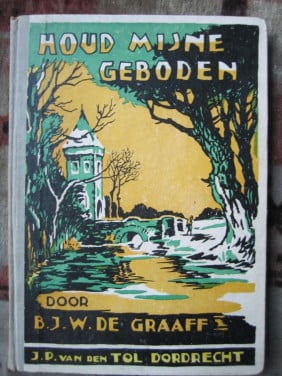 HOUD MIJNE
GEBODEN
DOOR
B.J.W. DE GRAAFF
J.P. VAN DEN TOL DORDRECHT